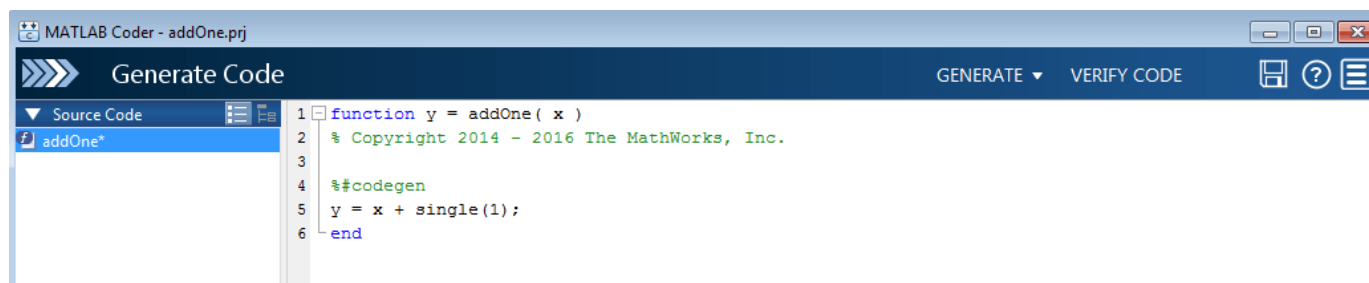 MATLAB Coder - addOne.prj
Generate Code
GENERATE ▼ VERIFY CODE
▼ Source Code
addOne*
1 function y = addOne( x )
2 % Copyright 2014 - 2016 The MathWorks, Inc.
3
4 %#codegen
5 y = x + single(1);
6 end